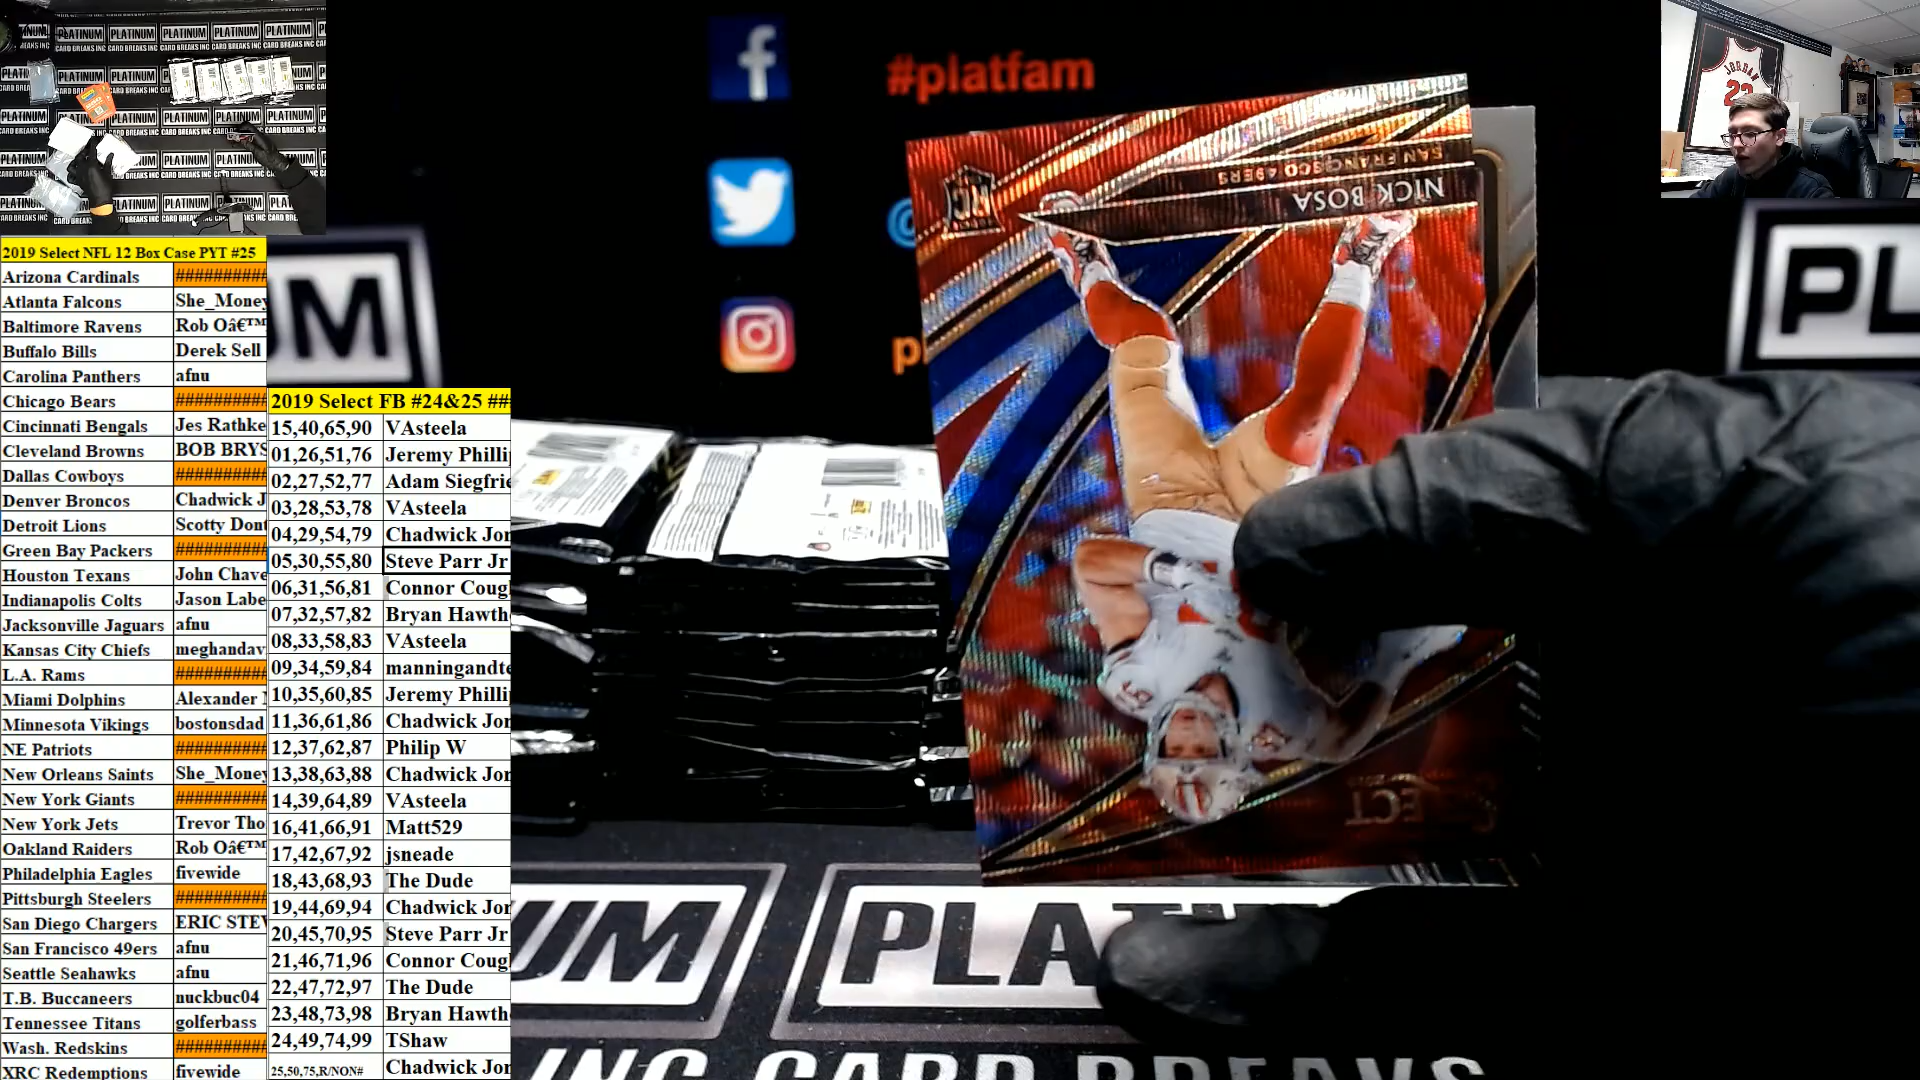 #platfam
NICK BOSA
SAN FRANCISCO 49ERS
RC
PLATINUM
CARD BREAKS INC
JORDAN
2019 Select NFL 12 Box Case PYT #25
Arizona Cardinals ##########
Atlanta Falcons She_Money
Baltimore Ravens Rob Oâ€™
Buffalo Bills Derek Sell
Carolina Panthers afnu
Chicago Bears ##########
Cincinnati Bengals Jes Rathke
Cleveland Browns BOB BRYS
Dallas Cowboys ##########
Denver Broncos Chadwick J
Detroit Lions Scotty Dont
Green Bay Packers ##########
Houston Texans John Chave
Indianapolis Colts Jason Labe
Jacksonville Jaguars afnu
Kansas City Chiefs meghandav
L.A. Rams ##########
Miami Dolphins Alexander
Minnesota Vikings bostonsdad
NE Patriots ##########
New Orleans Saints She_Money
New York Giants ##########
New York Jets Trevor Tho
Oakland Raiders Rob Oâ€™
Philadelphia Eagles fivewide
Pittsburgh Steelers ##########
San Diego Chargers ERIC STEV
San Francisco 49ers afnu
Seattle Seahawks afnu
T.B. Buccaneers nuckbuc04
Tennessee Titans golferbass
Wash. Redskins ##########
XRC Redemptions fivewide
2019 Select FB #24&25 ##
15,40,65,90 VAsteela
01,26,51,76 Jeremy Philli
02,27,52,77 Adam Siegfrie
03,28,53,78 VAsteela
04,29,54,79 Chadwick Jor
05,30,55,80 Steve Parr Jr
06,31,56,81 Connor Coug
07,32,57,82 Bryan Hawth
08,33,58,83 VAsteela
09,34,59,84 manningandte
10,35,60,85 Jeremy Philli
11,36,61,86 Chadwick Jor
12,37,62,87 Philip W
13,38,63,88 Chadwick Jor
14,39,64,89 VAsteela
16,41,66,91 Matt529
17,42,67,92 jsneade
18,43,68,93 The Dude
19,44,69,94 Chadwick Jor
20,45,70,95 Steve Parr Jr
21,46,71,96 Connor Coug
22,47,72,97 The Dude
23,48,73,98 Bryan Hawth
24,49,74,99 TShaw
25,50,75,R/NON# Chadwick Jor